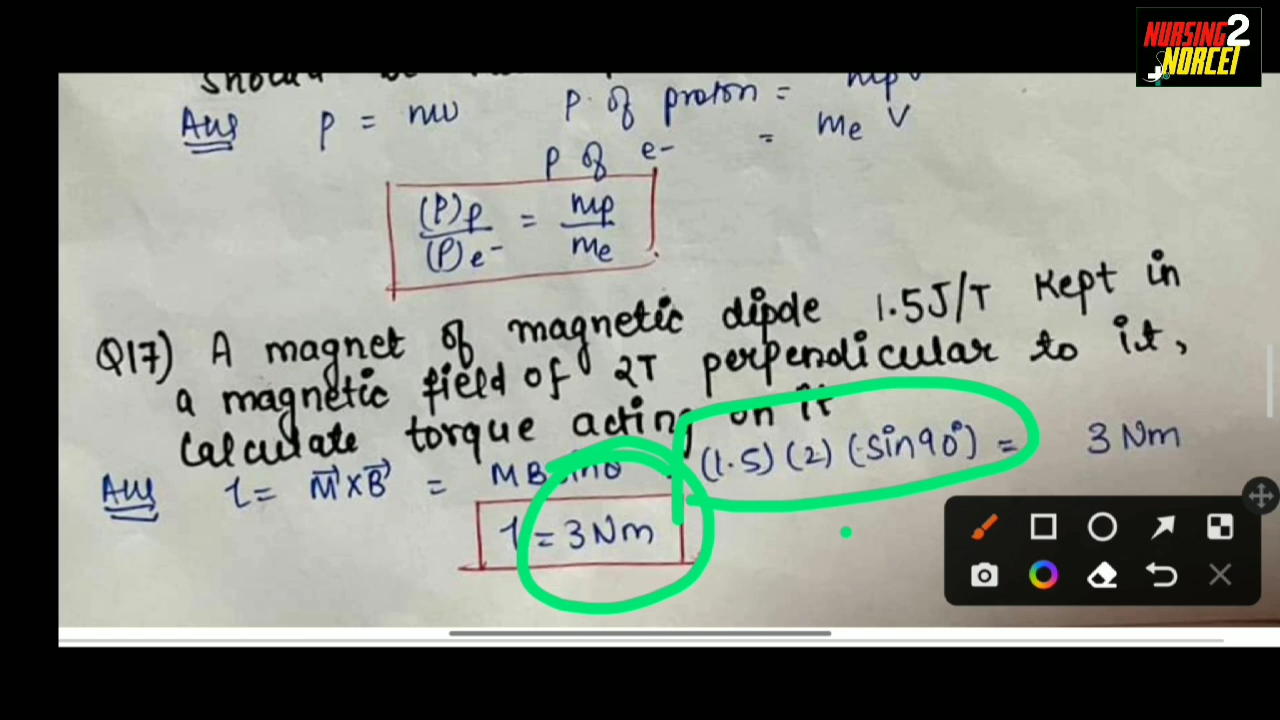 NURSING 2
NORCET
should be
Ans p = mv P. of proton = mp v
p of e- = me v
(P)p / (P)e- = mp / me
Q17) A magnet of magnetic dipole 1.5J/T Kept in
a magnetic field of 2T perpendicular to it,
Calculate torque acting on it
Ans τ = M⃗ x B⃗ = MB sinθ = (1.5) (2) (sin90°) = 3 Nm
τ = 3 Nm